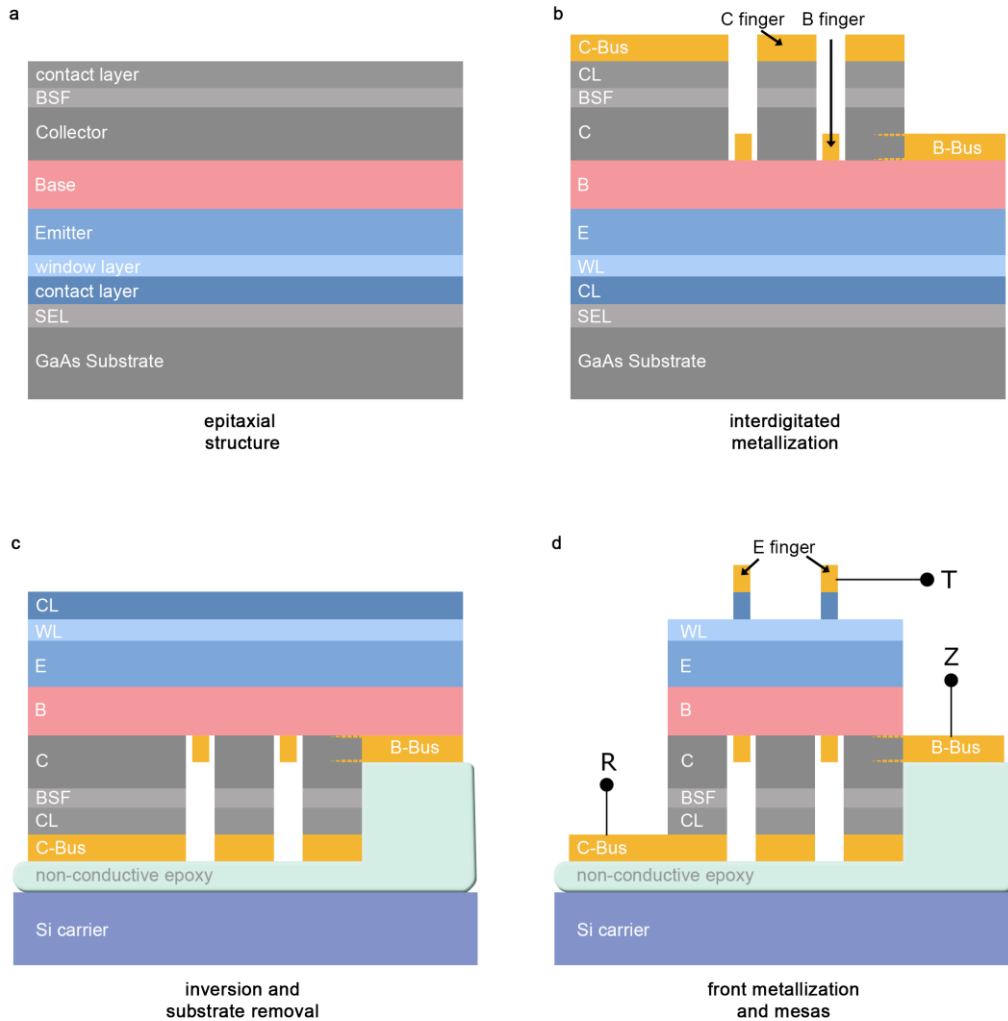 a
contact layer
BSF
Collector
Base
Emitter
window layer
contact layer
SEL
GaAs Substrate
epitaxial
structure
b
C finger
B finger
C-Bus
CL
BSF
C
B-Bus
B
E
WL
CL
SEL
GaAs Substrate
interdigitated
metallization
c
CL
WL
E
B
B-Bus
C
BSF
CL
C-Bus
non-conductive epoxy
Si carrier
inversion and
substrate removal
d
E finger
T
WL
Z
E
B
B-Bus
C
R
BSF
CL
C-Bus
non-conductive epoxy
Si carrier
front metallization
and mesas